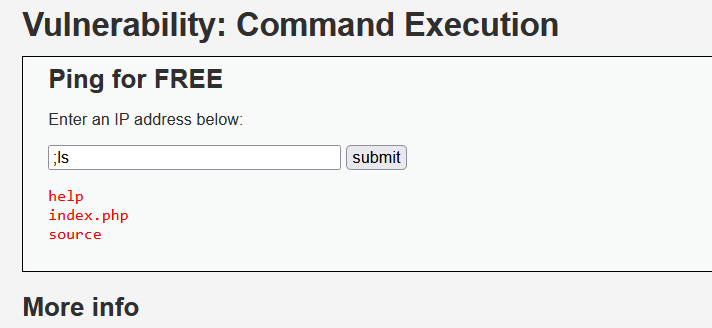 Vulnerability: Command Execution
Ping for FREE
Enter an IP address below:
;ls submit
help
index.php
source
More info